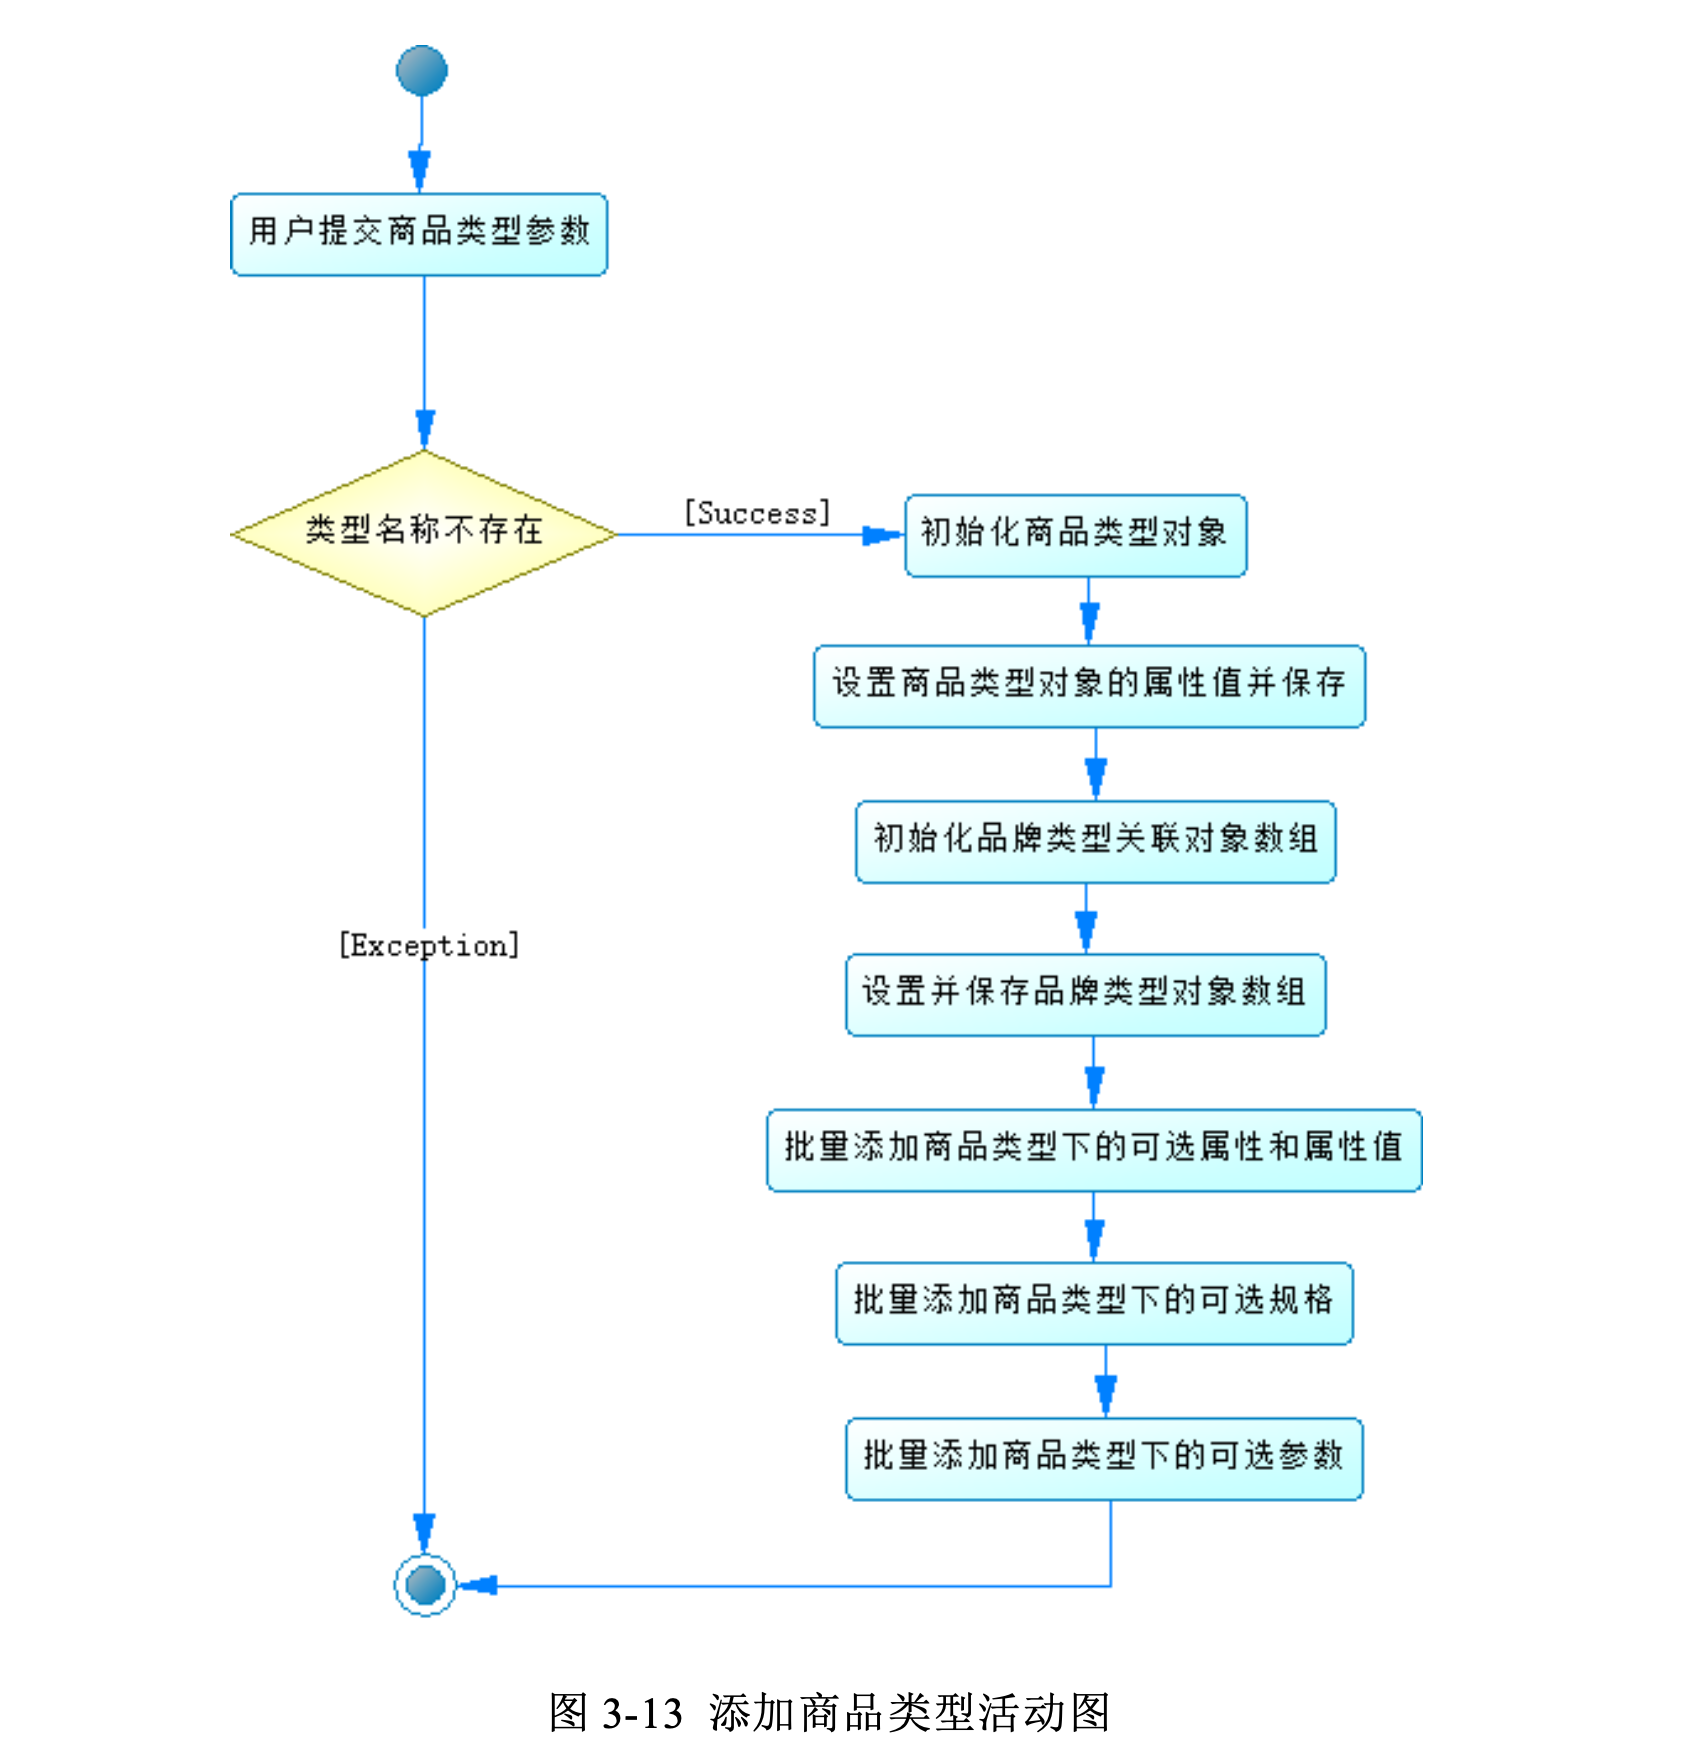 用户提交商品类型参数
类型名称不存在
[Success]
初始化商品类型对象
设置商品类型对象的属性值并保存
初始化品牌类型关联对象数组
[Exception]
设置并保存品牌类型对象数组
批量添加商品类型下的可选属性和属性值
批量添加商品类型下的可选规格
批量添加商品类型下的可选参数
图 3-13 添加商品类型活动图